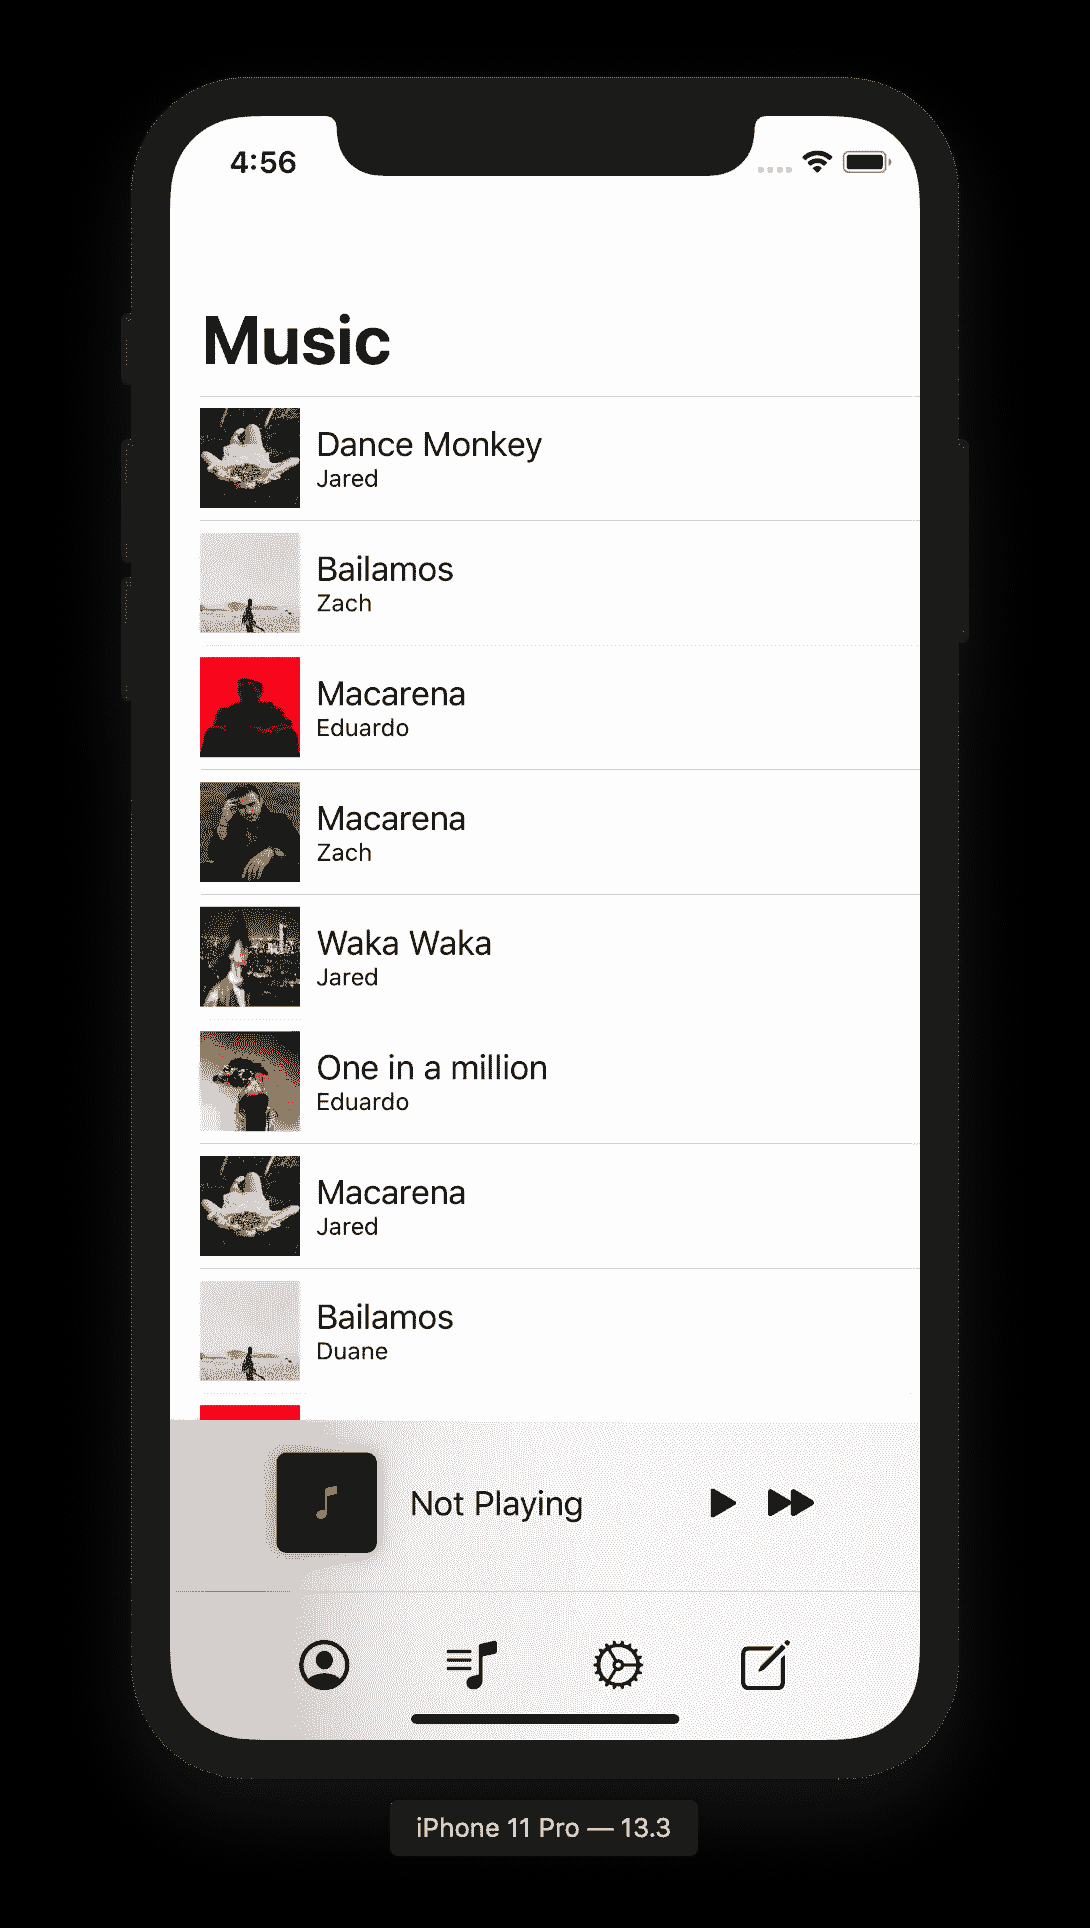 4:56
Music
Dance Monkey
Jared
Bailamos
Zach
Macarena
Eduardo
Macarena
Zach
Waka Waka
Jared
One in a million
Eduardo
Macarena
Jared
Bailamos
Duane
Not Playing
iPhone 11 Pro — 13.3